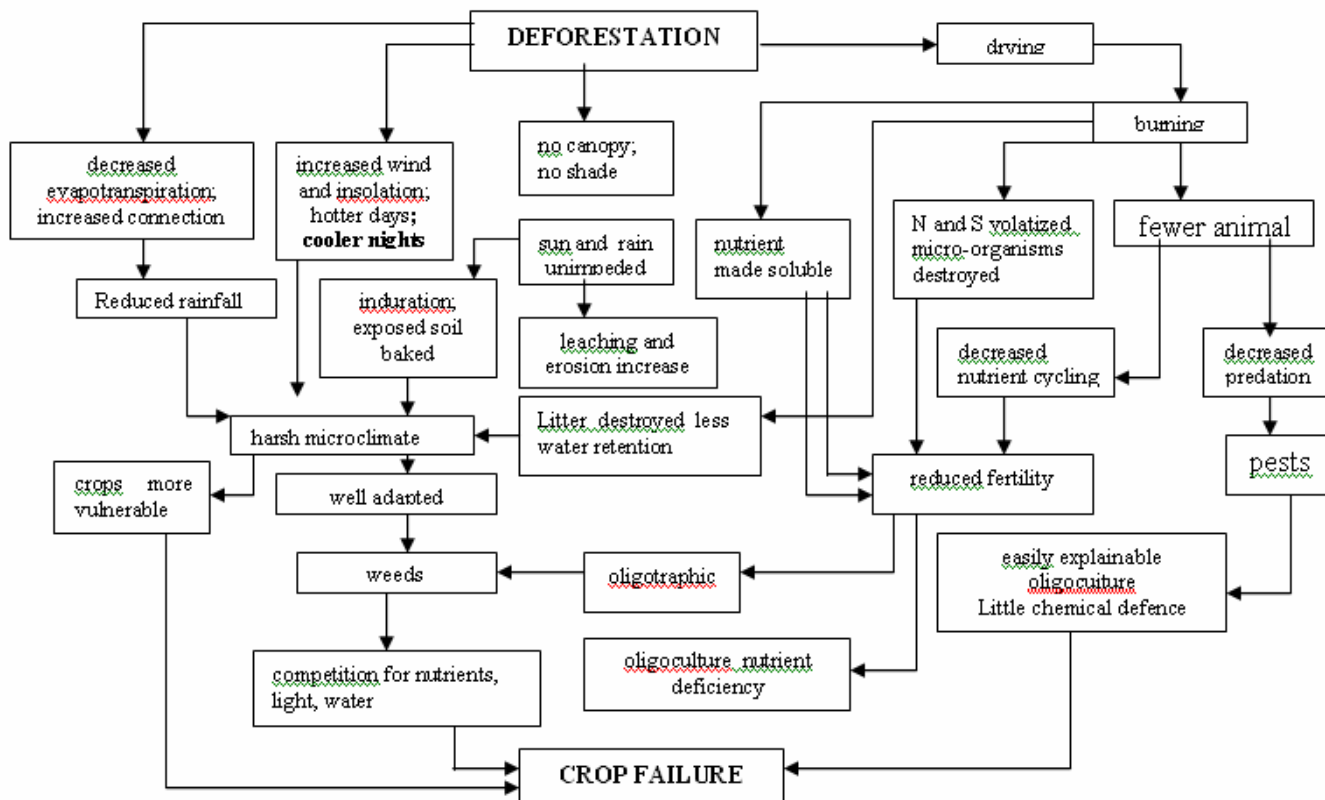 DEFORESTATION
drving
burning
decreased
evapotranspiration;
increased connection
increased wind
and insolation;
hotter days;
cooler nights
no canopy;
no shade
sun and rain
unimpeded
nutrient
made soluble
N and S volatized
micro-organisms
destroyed
fewer animal
Reduced rainfall
induration;
exposed soil
baked
leaching and
erosion increase
decreased
nutrient cycling
decreased
predation
harsh microclimate
Litter destroyed less
water retention
crops more
vulnerable
well adapted
reduced fertility
pests
weeds
oligotraphic
easily explainable
oligocuiture
Little chemical defence
competition for nutrients,
light, water
oligoculture nutrient
deficiency
CROP FAILURE